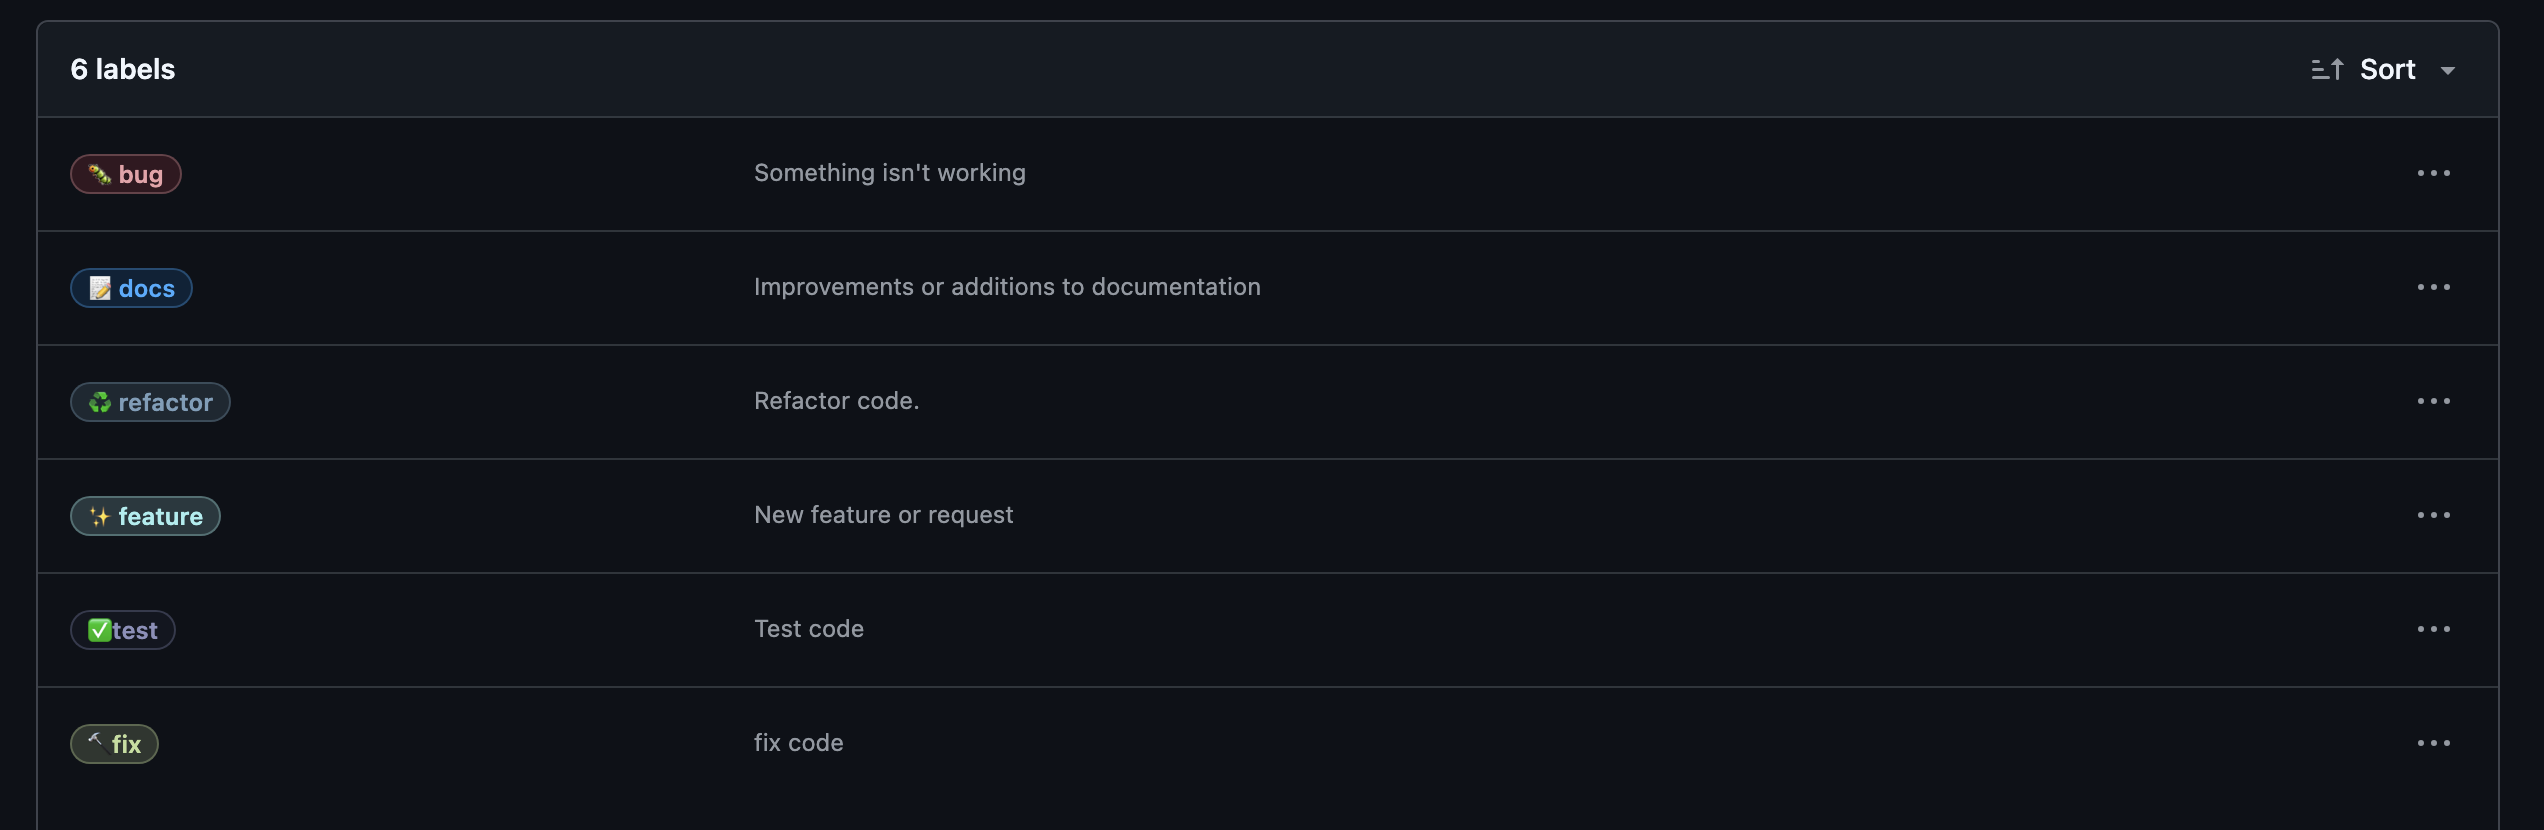 6 labels
Sort
🐛 bug
Something isn't working
📝 docs
Improvements or additions to documentation
♻️ refactor
Refactor code.
✨ feature
New feature or request
✅test
Test code
🔨fix
fix code